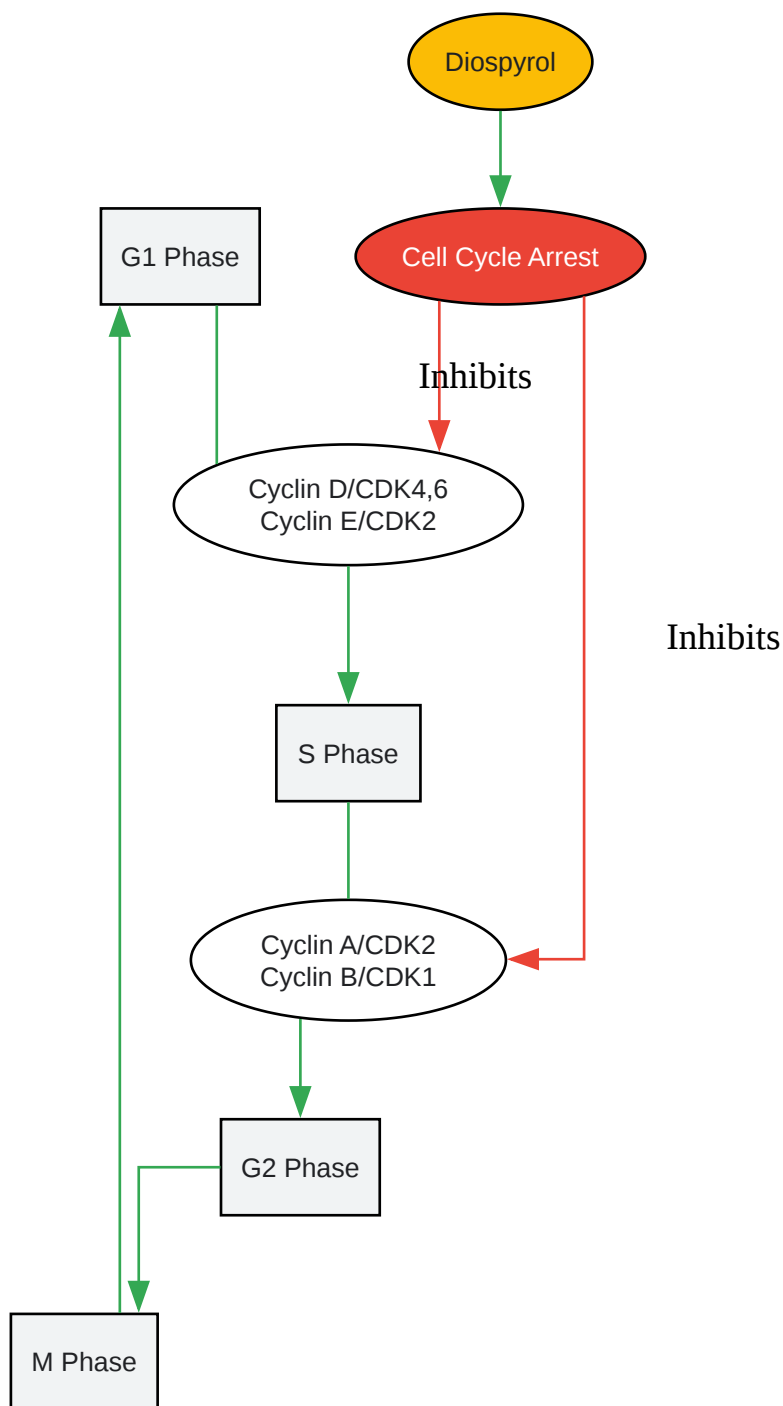 Diospyrol
G1 Phase
Cell Cycle Arrest
Inhibits
Cyclin D/CDK4,6
Cyclin E/CDK2
Inhibits
S Phase
Cyclin A/CDK2
Cyclin B/CDK1
G2 Phase
M Phase